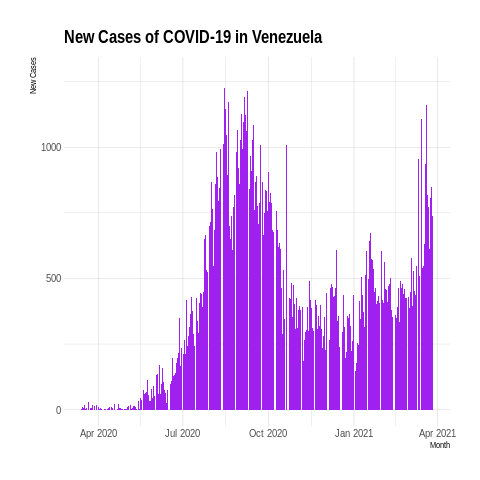 New Cases of COVID-19 in Venezuela
New Cases
1000
500
0
Apr 2020
Jul 2020
Oct 2020
Jan 2021
Apr 2021
Month